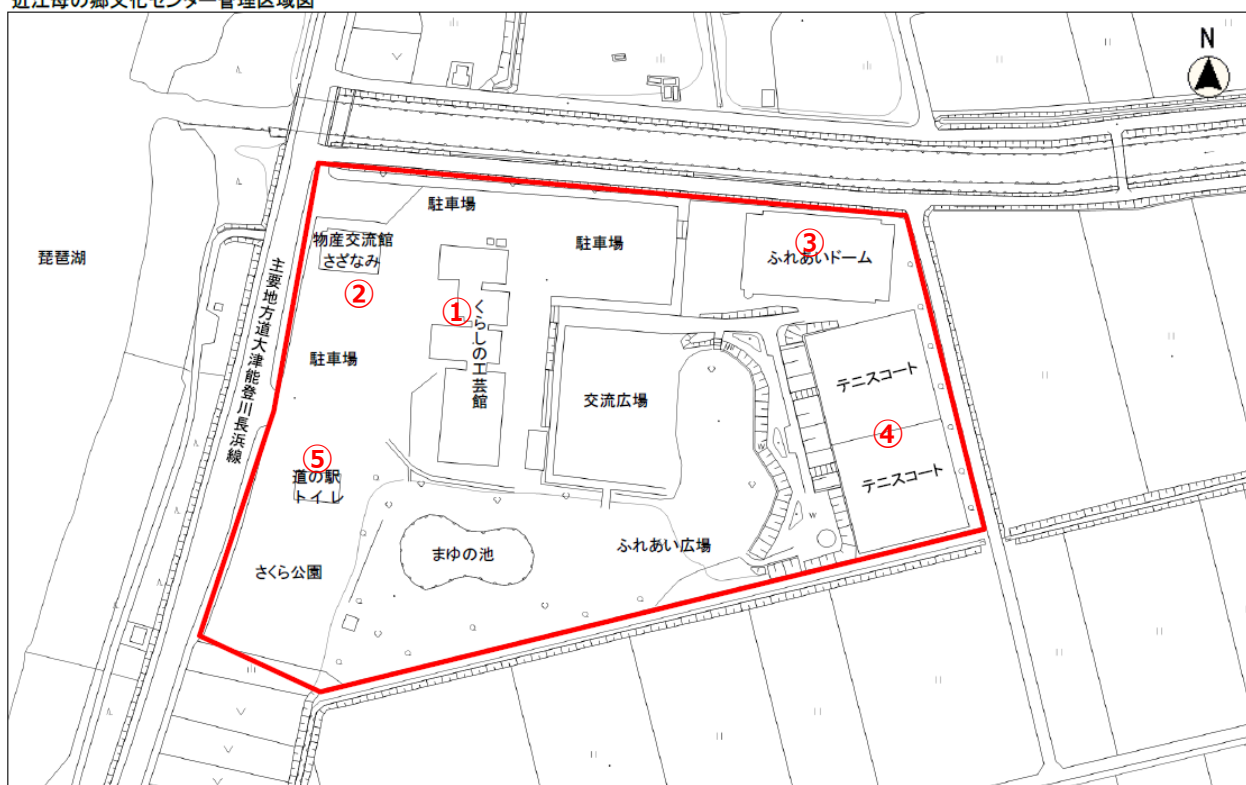 近江母の郷文化センター管理区域図
N
駐車場
物産交流館
さざなみ
駐車場
③
ふれあいドーム
琵琶湖
②
①
くらしの工芸館
主要地方道大津能登川長浜線
駐車場
テニスコート
交流広場
④
テニスコート
⑤
道の駅
トイレ
まゆの池
ふれあい広場
さくら公園